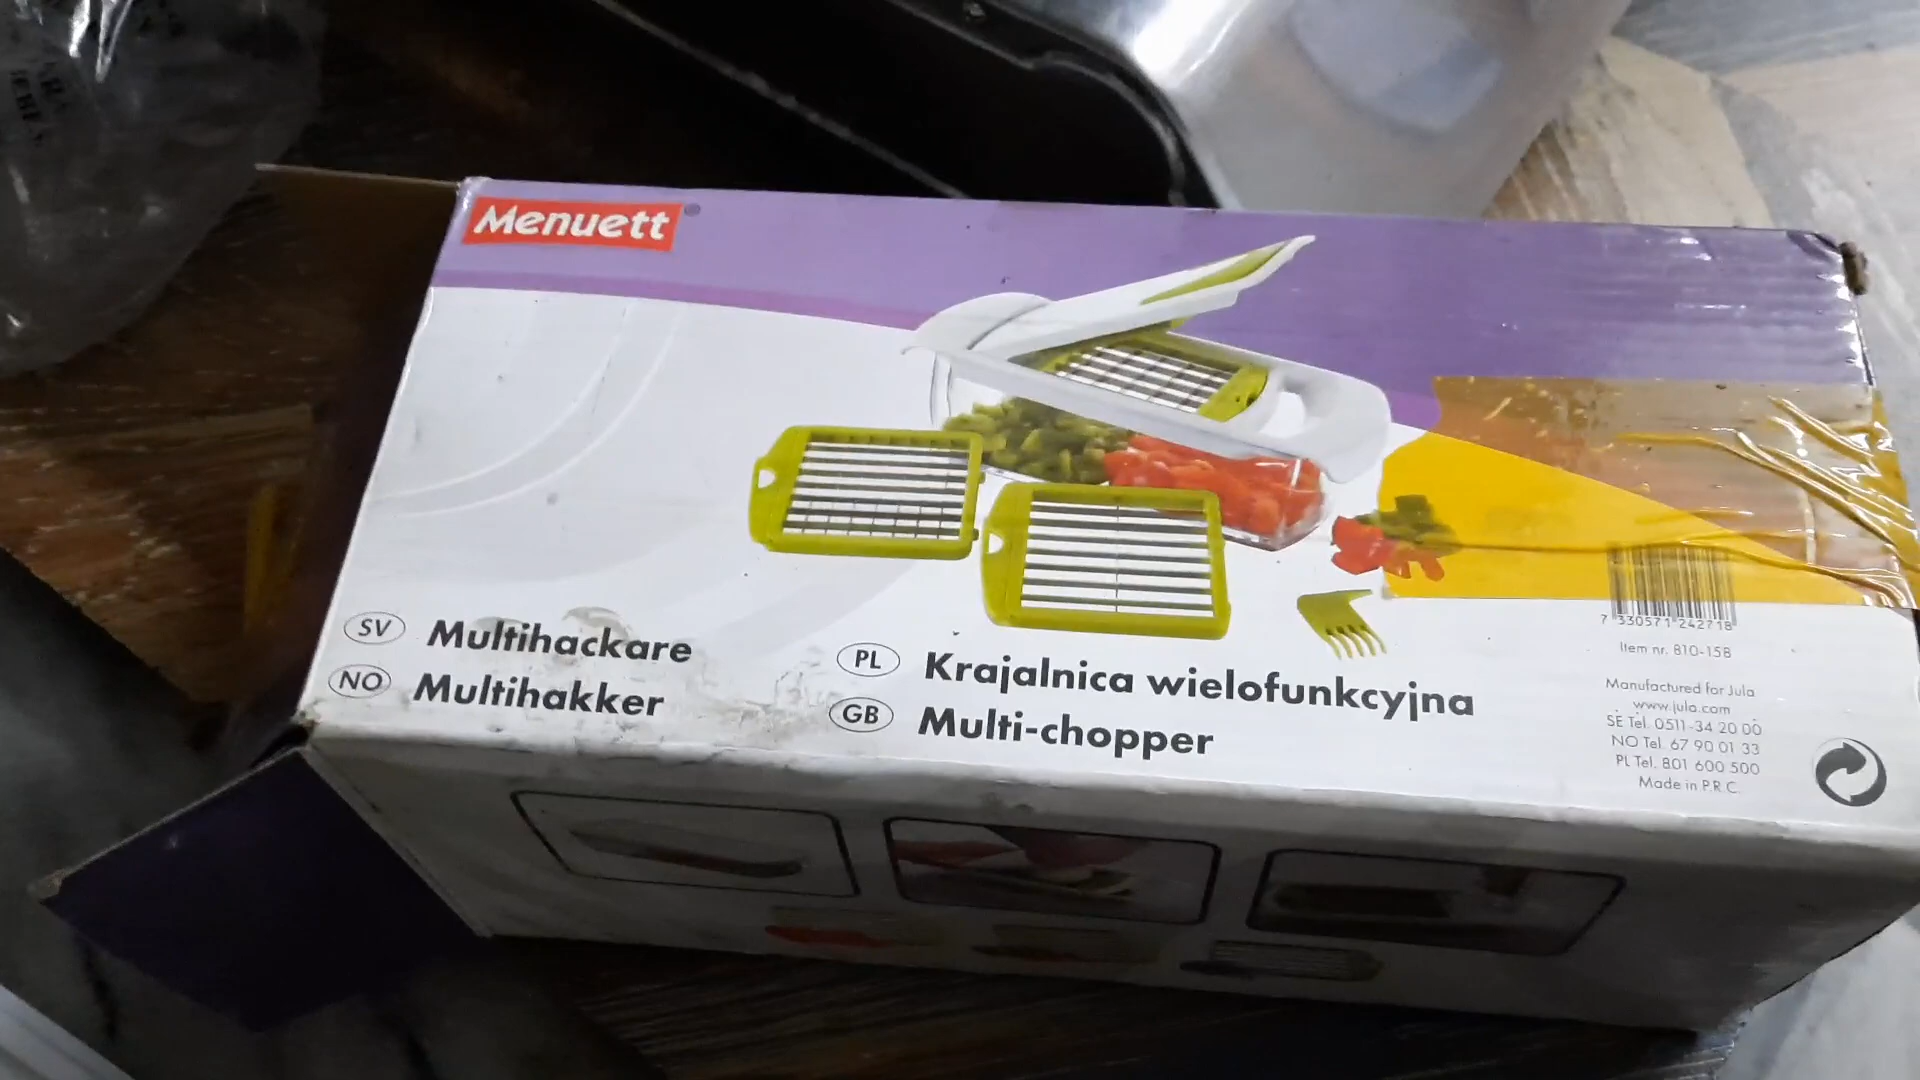 Menuett®
SV Multihackare
NO Multihakker
PL Krajalnica wielofunkcyjna
GB Multi-chopper
7 330571 242718
Item nr. 810-158
Manufactured for Jula
www.jula.com
SE Tel. 0511-34 20 00
NO Tel. 67 90 01 33
PL Tel. 801 600 500
Made in P.R.C.